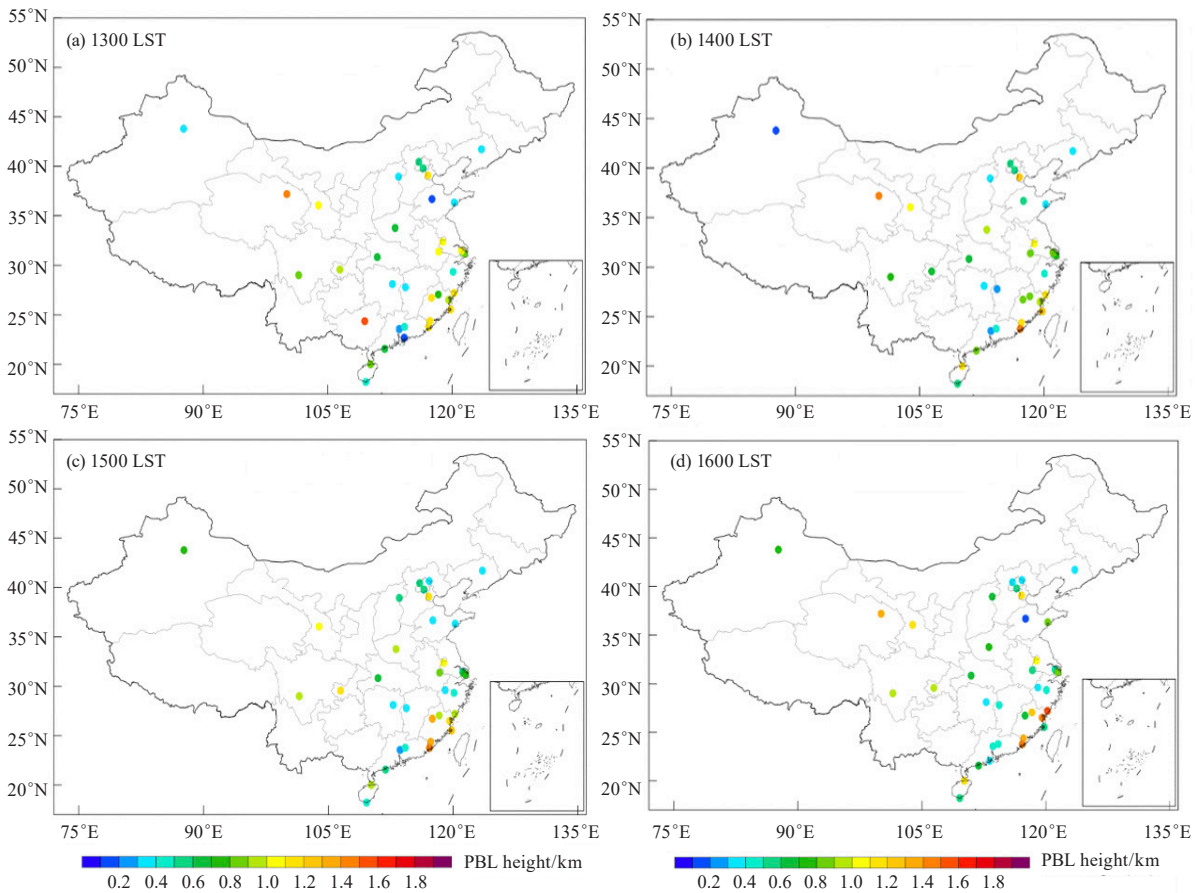 55°N
50°N
45°N
40°N
35°N
30°N
25°N
20°N
(a) 1300 LST
75°E 90°E 105°E 120°E 135°E
55°N
50°N
45°N
40°N
35°N
30°N
25°N
20°N
(b) 1400 LST
75°E 90°E 105°E 120°E 135°E
55°N
50°N
45°N
40°N
35°N
30°N
25°N
20°N
(c) 1500 LST
75°E 90°E 105°E 120°E 135°E
55°N
50°N
45°N
40°N
35°N
30°N
25°N
20°N
(d) 1600 LST
75°E 90°E 105°E 120°E 135°E
PBL height/km
0.2 0.4 0.6 0.8 1.0 1.2 1.4 1.6 1.8
PBL height/km
0.2 0.4 0.6 0.8 1.0 1.2 1.4 1.6 1.8